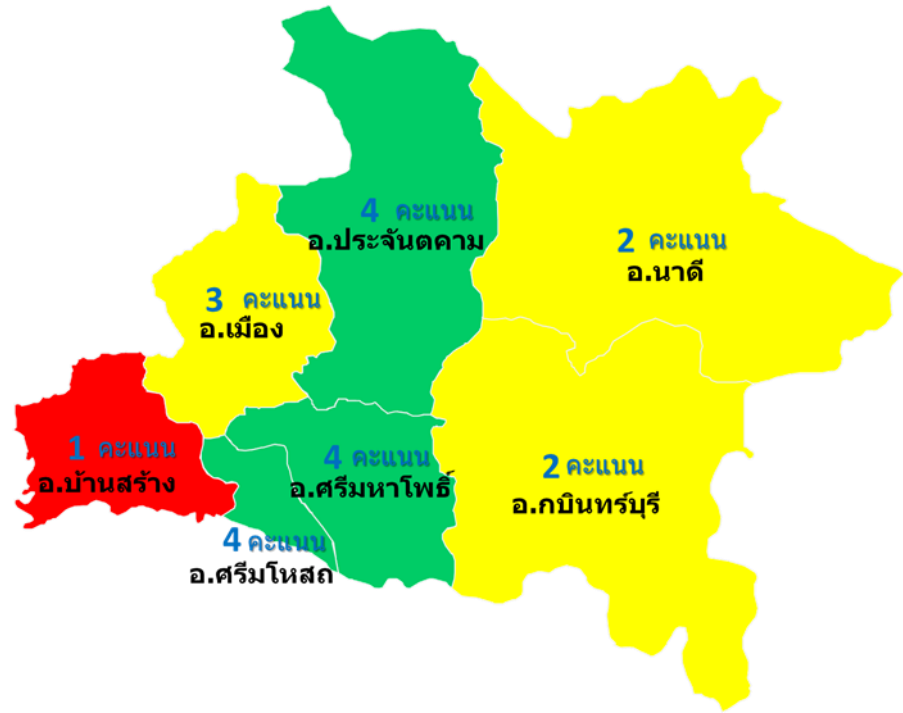 4 คะแนน
อ.ประจันตคาม
2 คะแนน
อ.นาดี
3 คะแนน
อ.เมือง
1 คะแนน
อ.บ้านสร้าง
4 คะแนน
อ.ศรีมหาโพธิ์
2 คะแนน
อ.กบินทร์บุรี
4 คะแนน
อ.ศรีมโหสถ